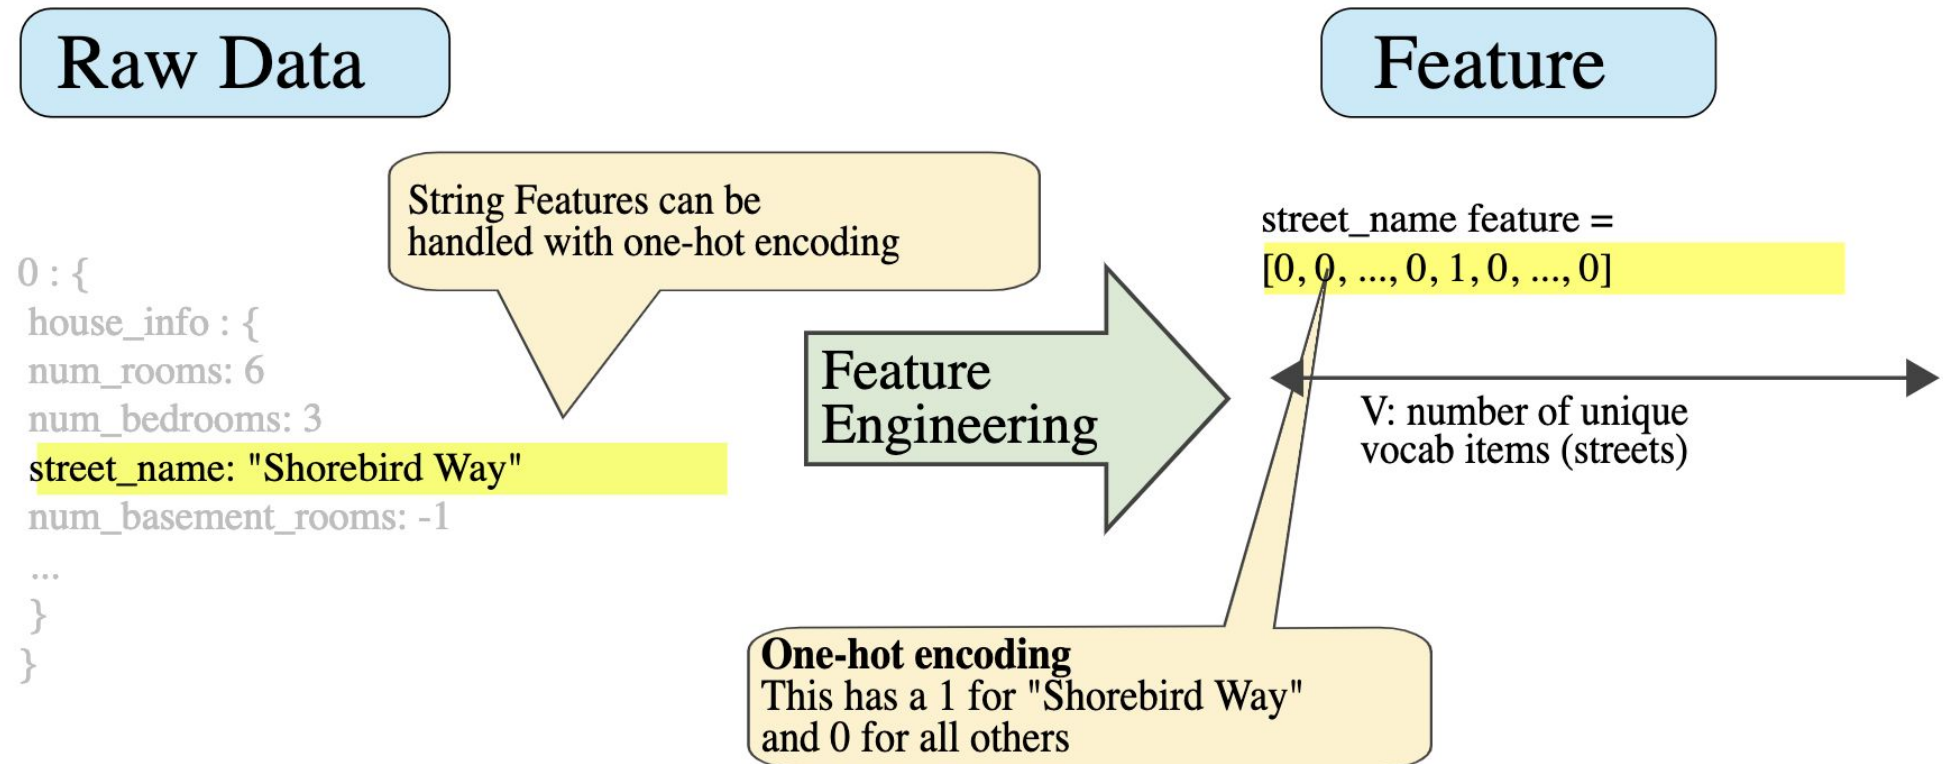 Raw Data
Feature
String Features can be
handled with one-hot encoding
0 : {
house_info : {
num_rooms: 6
num_bedrooms: 3
street_name: "Shorebird Way"
num_basement_rooms: -1
...
}
}
Feature
Engineering
street_name feature =
[0, 0, ..., 0, 1, 0, ..., 0]
V: number of unique
vocab items (streets)
One-hot encoding
This has a 1 for "Shorebird Way"
and 0 for all others